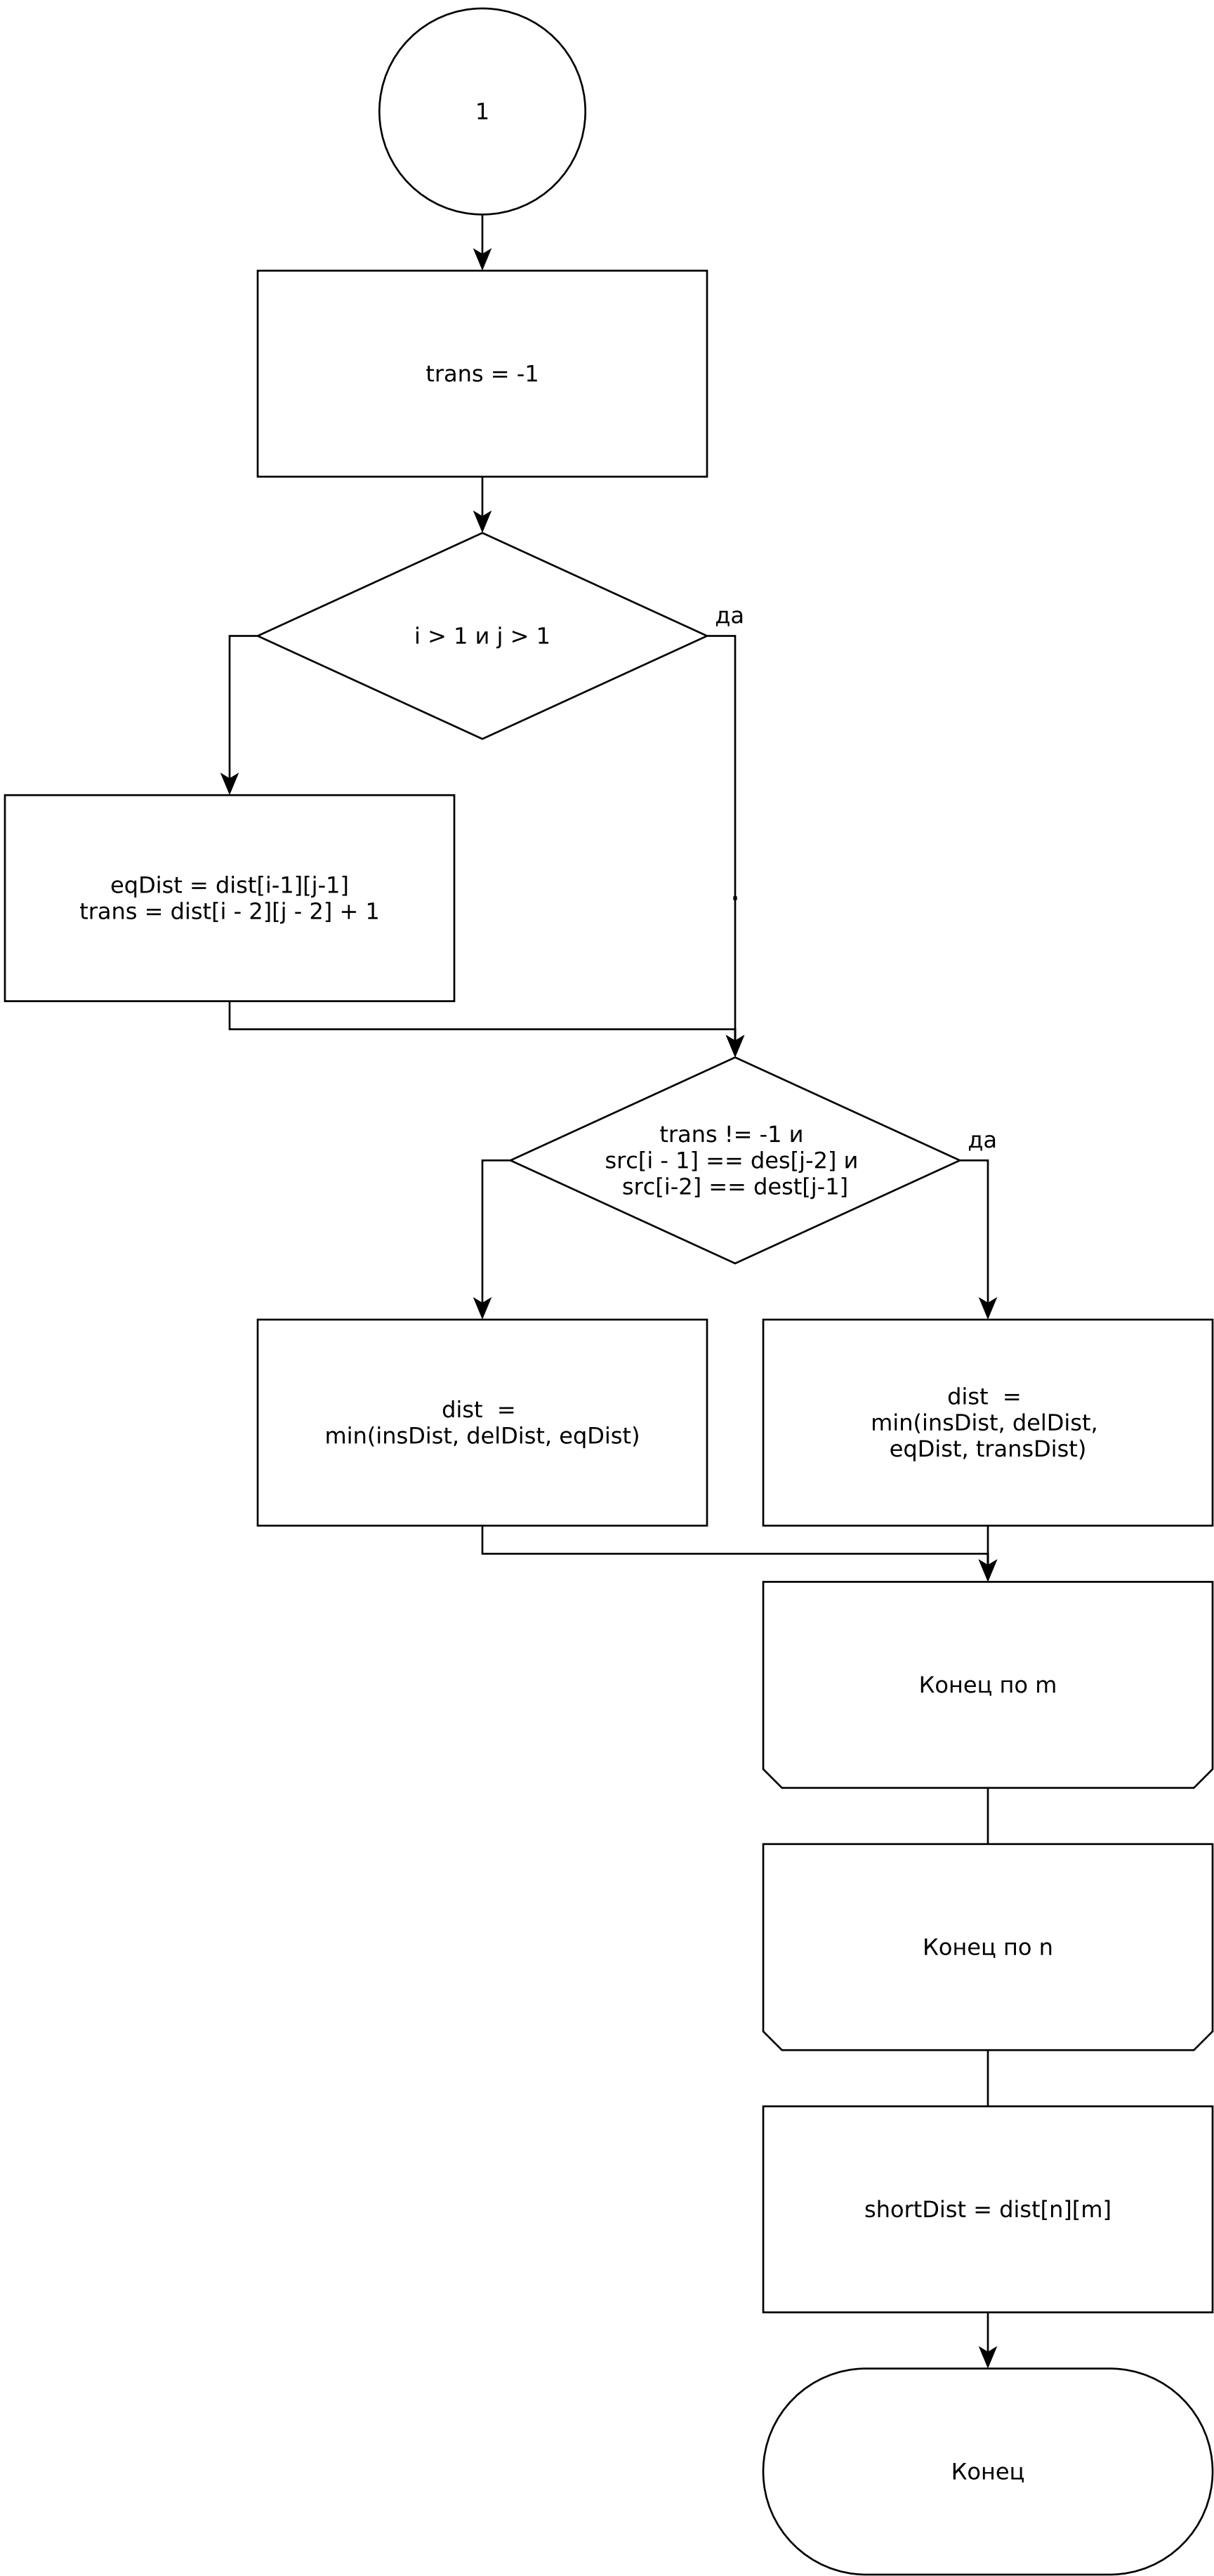 1
trans = -1
i > 1 и j > 1
да
eqDist = dist[i-1][j-1]
trans = dist[i - 2][j - 2] + 1
trans != -1 и
src[i - 1] == des[j-2] и
src[i-2] == dest[j-1]
да
dist  =
min(insDist, delDist, eqDist)
dist  =
min(insDist, delDist,
eqDist, transDist)
Конец по m
Конец по n
shortDist = dist[n][m]
Конец